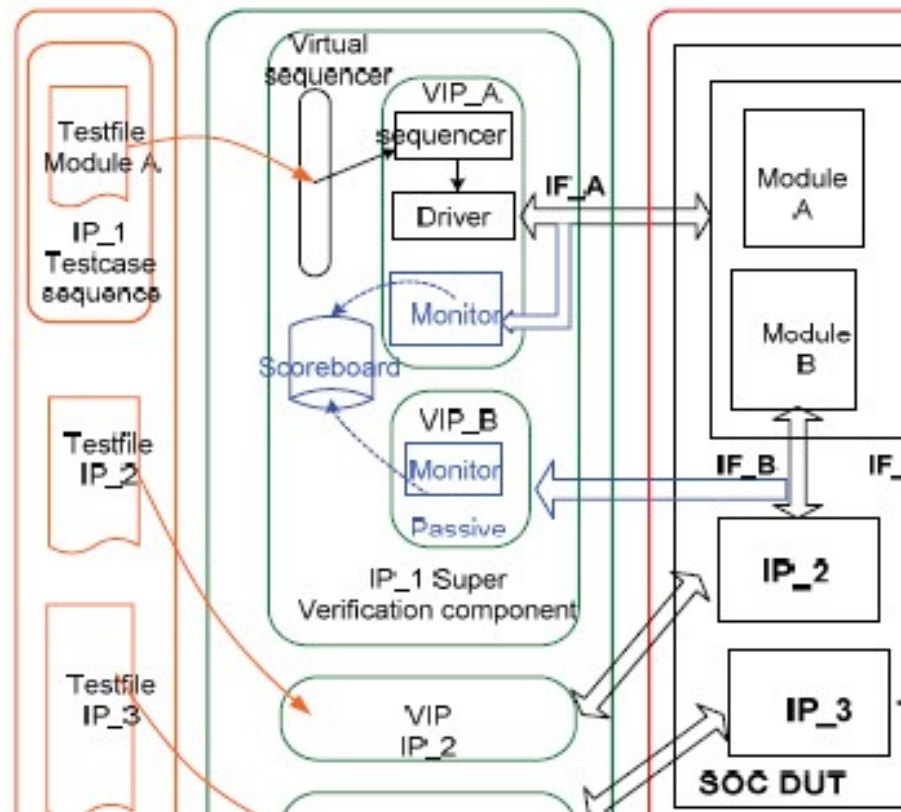 Testfile
Module A
IP_1
Testcase
sequence
Testfile
IP_2
Testfile
IP_3
Virtual
sequencer
VIP_A
sequencer
Driver
Monitor
Scoreboard
VIP_B
Monitor
Passive
IP_1 Super
Verification component
VIP
IP_2
IF_A
Module
A
Module
B
IF_B
IF_
IP_2
IP_3
SOC DUT